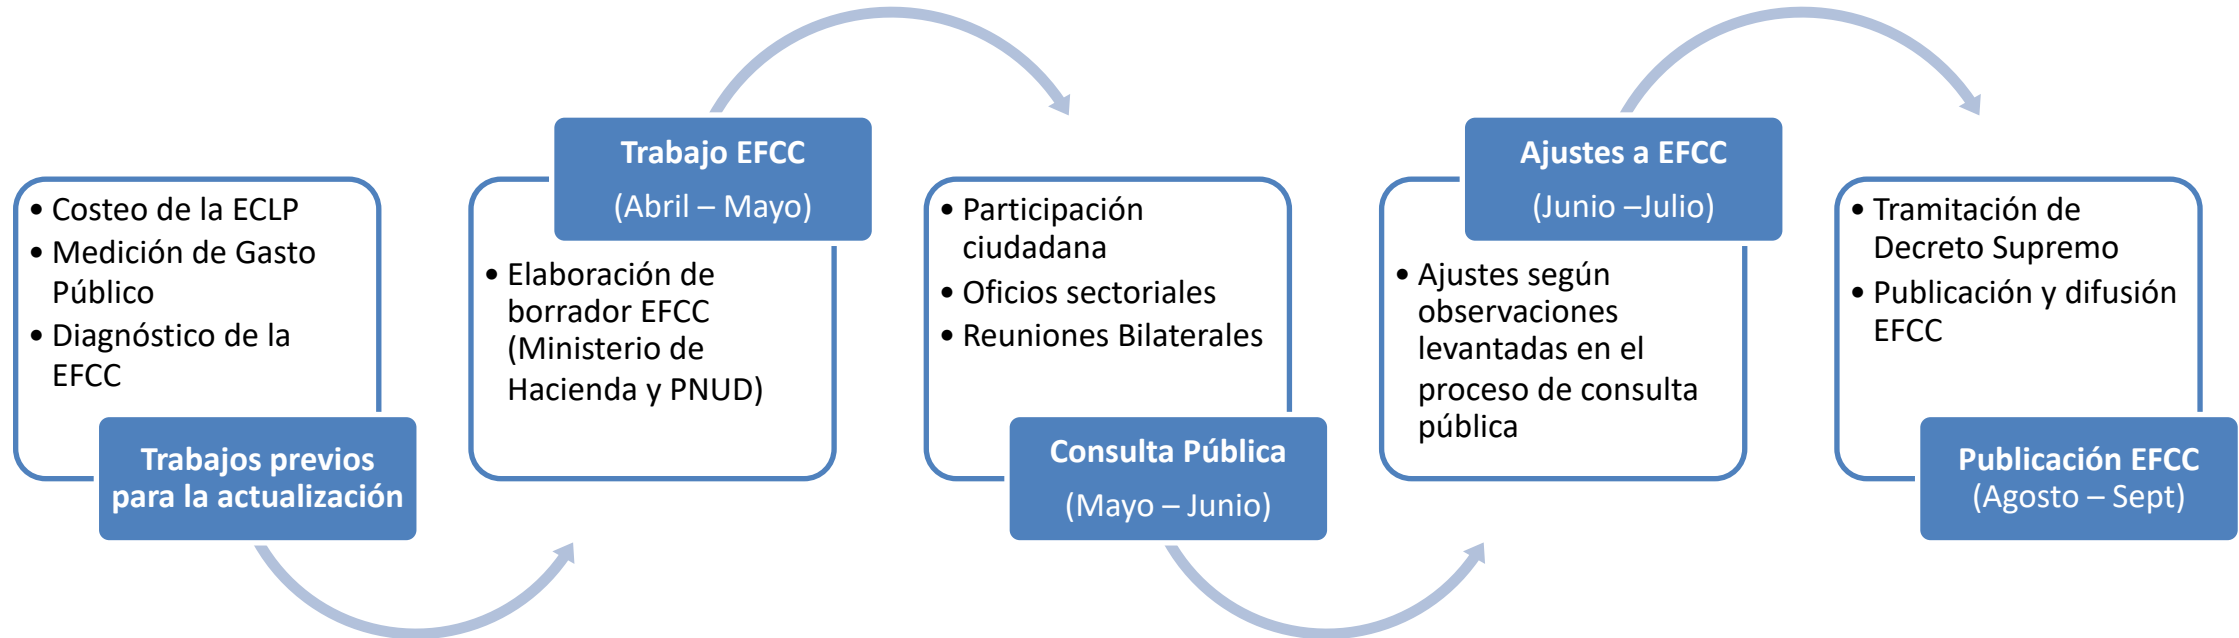 • Costeo de la ECLP
• Medición de Gasto
Público
• Diagnóstico de la
EFCC
Trabajos previos
para la actualización
Trabajo EFCC
(Abril – Mayo)
• Elaboración de
borrador EFCC
(Ministerio de
Hacienda y PNUD)
• Participación
ciudadana
• Oficios sectoriales
• Reuniones Bilaterales
Consulta Pública
(Mayo – Junio)
Ajustes a EFCC
(Junio –Julio)
• Ajustes según
observaciones
levantadas en el
proceso de consulta
pública
• Tramitación de
Decreto Supremo
• Publicación y difusión
EFCC
Publicación EFCC
(Agosto – Sept)